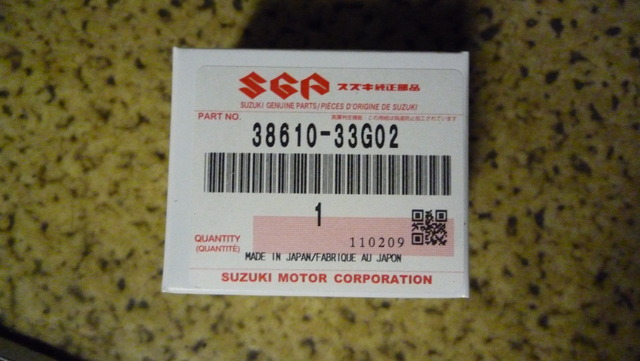 SGP スズキ純正部品
SUZUKI GENUINE PARTS/PIÈCES D'ORIGINE DE SUZUKI
PART NO.
38610-33G02
1
QUANTITY
(QUANTITÉ)
110209
MADE IN JAPAN/FABRIQUE AU JAPON
SUZUKI MOTOR CORPORATION